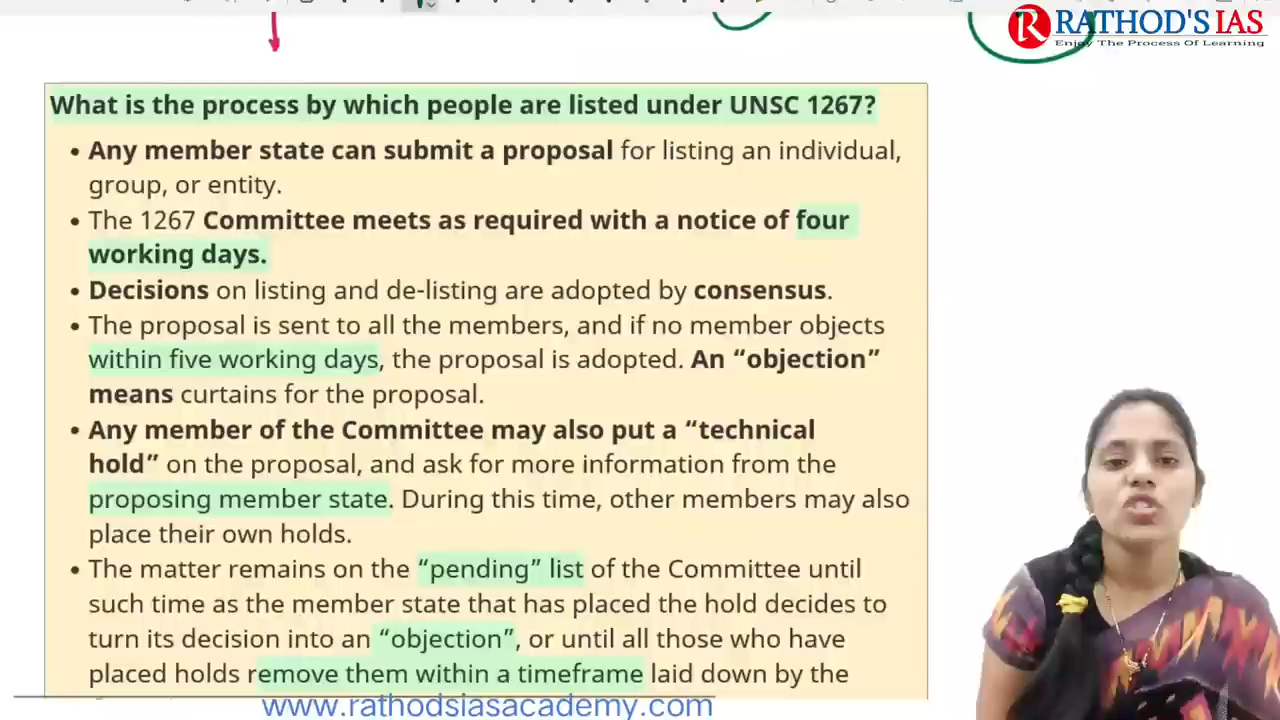 RATHOD'S IAS
Enjoy The Process Of Learning
What is the process by which people are listed under UNSC 1267?
• Any member state can submit a proposal for listing an individual,
group, or entity.
• The 1267 Committee meets as required with a notice of four
working days.
• Decisions on listing and de-listing are adopted by consensus.
• The proposal is sent to all the members, and if no member objects
within five working days, the proposal is adopted. An “objection”
means curtains for the proposal.
• Any member of the Committee may also put a “technical
hold” on the proposal, and ask for more information from the
proposing member state. During this time, other members may also
place their own holds.
• The matter remains on the “pending” list of the Committee until
such time as the member state that has placed the hold decides to
turn its decision into an “objection”, or until all those who have
placed holds remove them within a timeframe laid down by the
www.rathodsiasacademy.com